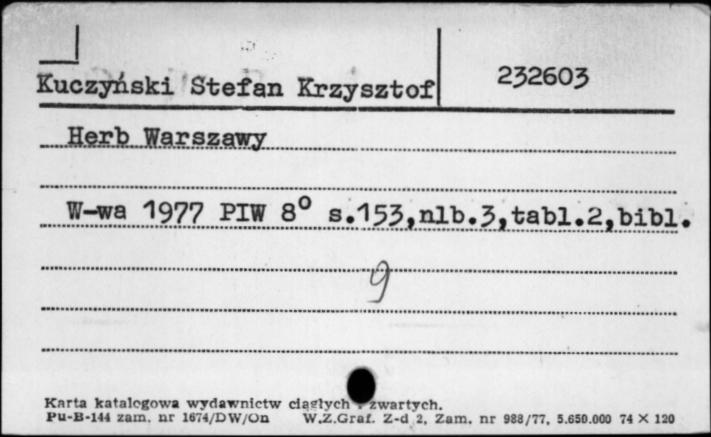 Kuczyński Stefan Krzysztof 232603
Herb Warszawy
W-wa 1977 PIW 8° s.153,nlb.3,tabl.2,bibl.
9
Karta katalogowa wydawnictw ciągłych i zwartych.
Pu-B-144 zam. nr 1674/DW/On W.Z.Graf. Z-d 2, Zam. nr 988/77, 5.650.000 74 X 120